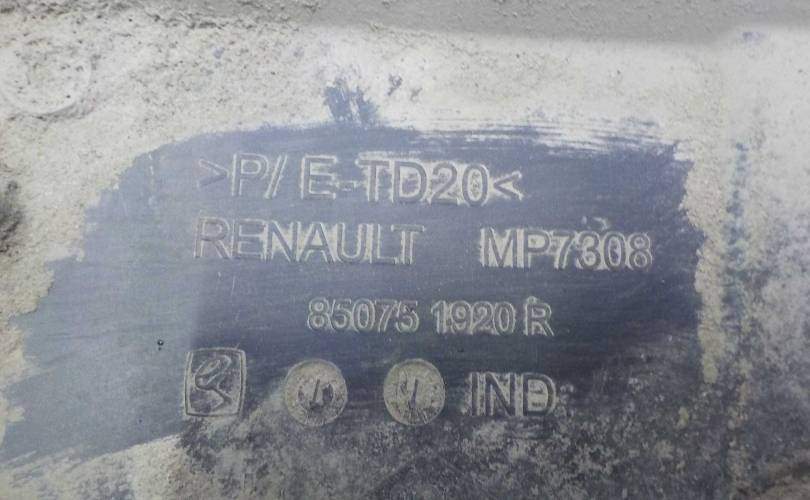 >P/ E-TD20<
RENAULT MP7308
85075 1920 R
IND